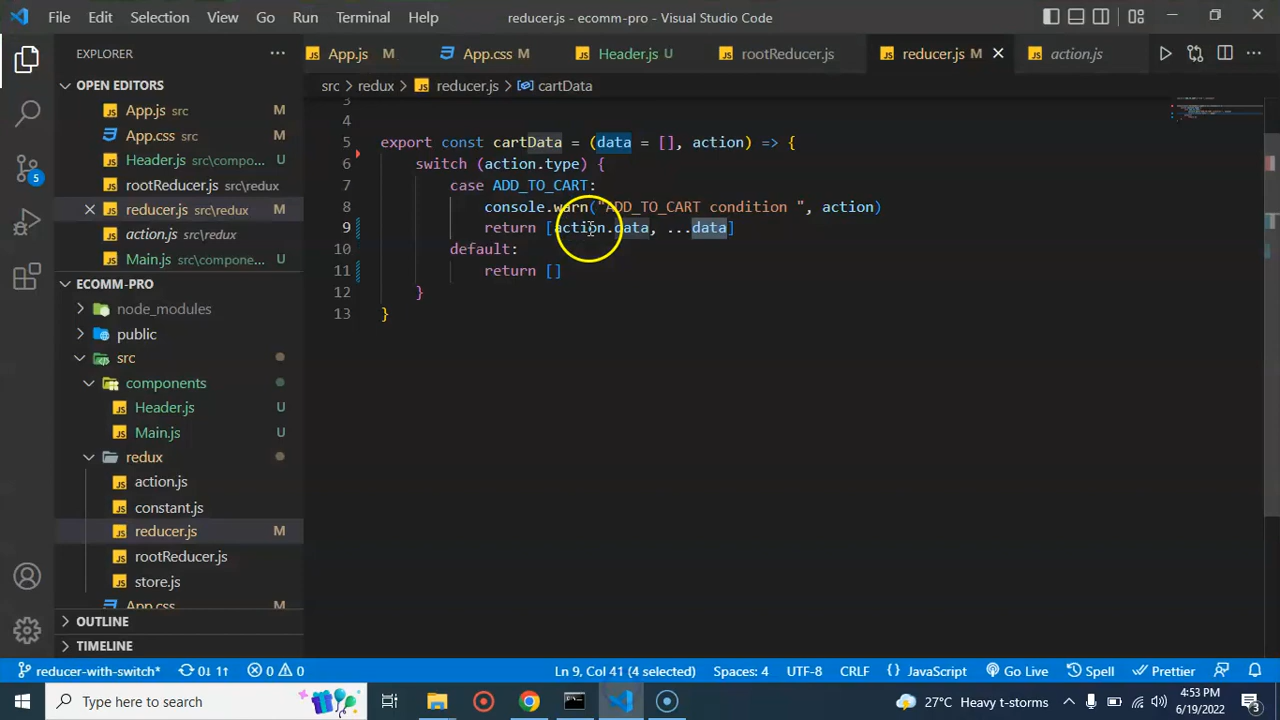 File Edit Selection View Go Run Terminal Help
reducer.js - ecomm-pro - Visual Studio Code
EXPLORER
App.js M
App.css M
Header.js U
rootReducer.js
reducer.js M
action.js
OPEN EDITORS
App.js src M
App.css src M
Header.js src\compo... U
rootReducer.js src\redux
reducer.js src\redux M
action.js src\redux
Main.js src\compone... U
ECOMM-PRO
node_modules
public
src
components
Header.js U
Main.js U
redux
action.js
constant.js
reducer.js M
rootReducer.js
store.js
App.css M
OUTLINE
TIMELINE
src > redux > reducer.js > cartData
3
4
5 export const cartData = (data = [], action) => {
6 switch (action.type) {
7 case ADD_TO_CART:
8 console.warn("ADD_TO_CART condition ", action)
9 return [action.data, ...data]
10 default:
11 return []
12 }
13 }
5
reducer-with-switch* 0↓ 1↑ 0 0 Ln 9, Col 41 (4 selected) Spaces: 4 UTF-8 CRLF {} JavaScript Go Live Spell Prettier
Type here to search
27°C Heavy t-storms
4:53 PM
6/19/2022
3